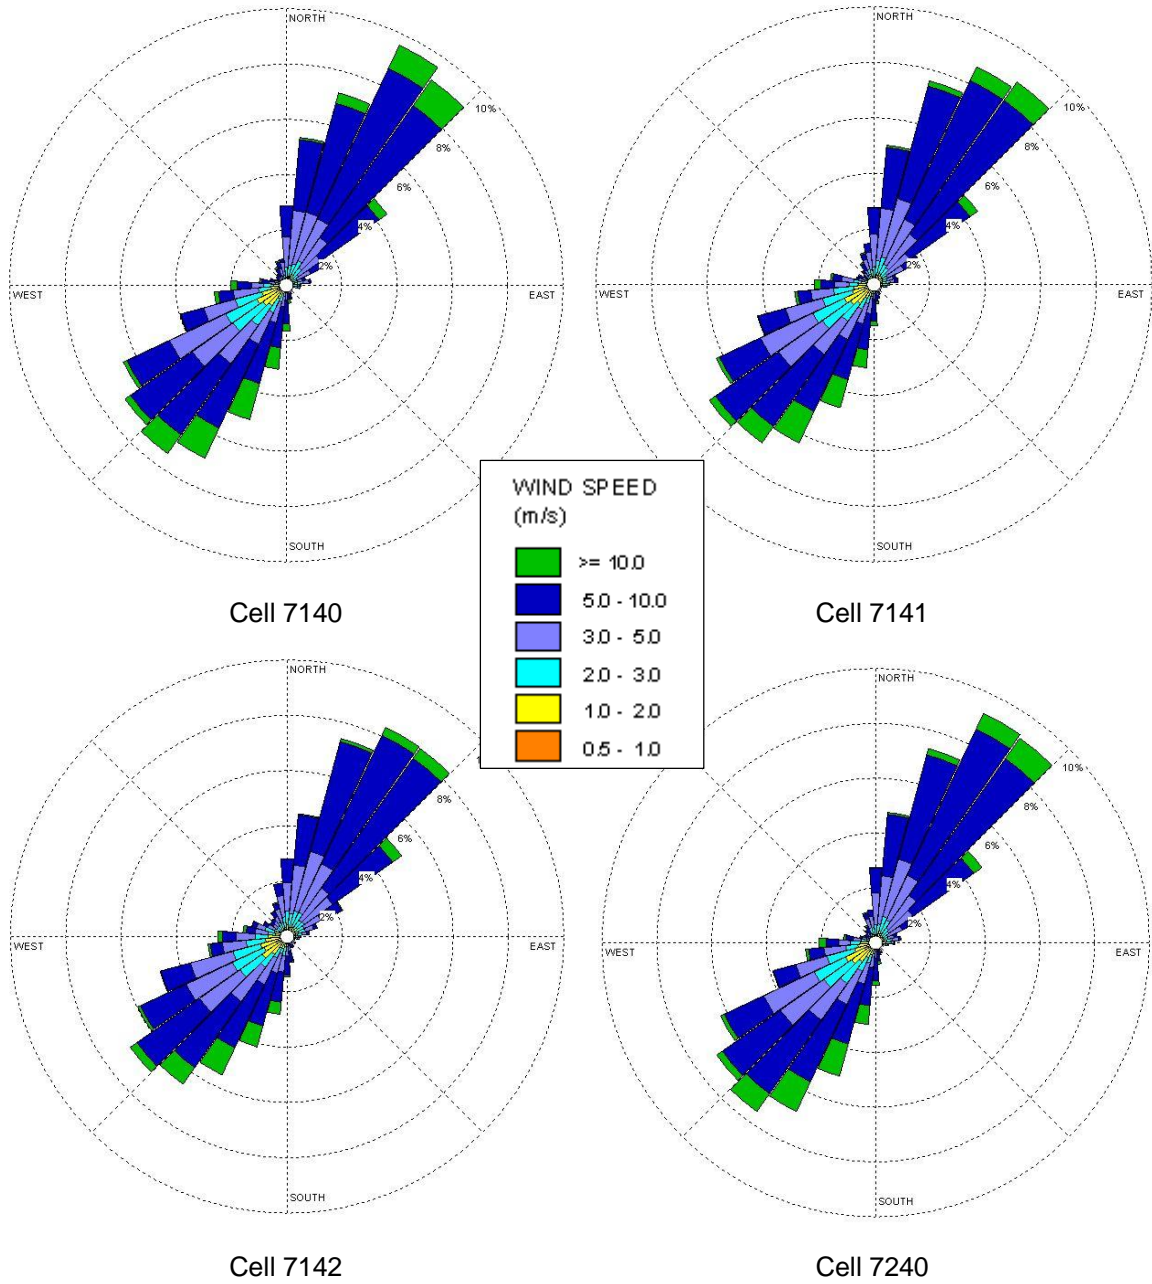 NORTH
10%
8%
6%
4%
2%
WEST
EAST
SOUTH
Cell 7140
NORTH
10%
8%
6%
4%
2%
WEST
EAST
SOUTH
Cell 7141
WIND SPEED
(m/s)
>= 10.0
5.0 - 10.0
3.0 - 5.0
2.0 - 3.0
1.0 - 2.0
0.5 - 1.0
NORTH
8%
6%
4%
2%
WEST
EAST
SOUTH
Cell 7142
NORTH
10%
8%
6%
4%
2%
WEST
EAST
SOUTH
Cell 7240